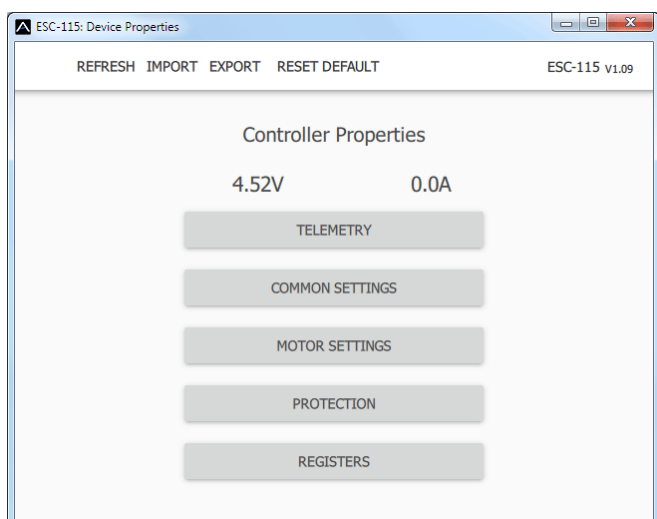 ESC-115: Device Properties
REFRESH IMPORT EXPORT RESET DEFAULT ESC-115 V1.09
Controller Properties
4.52V 0.0A
TELEMETRY
COMMON SETTINGS
MOTOR SETTINGS
PROTECTION
REGISTERS